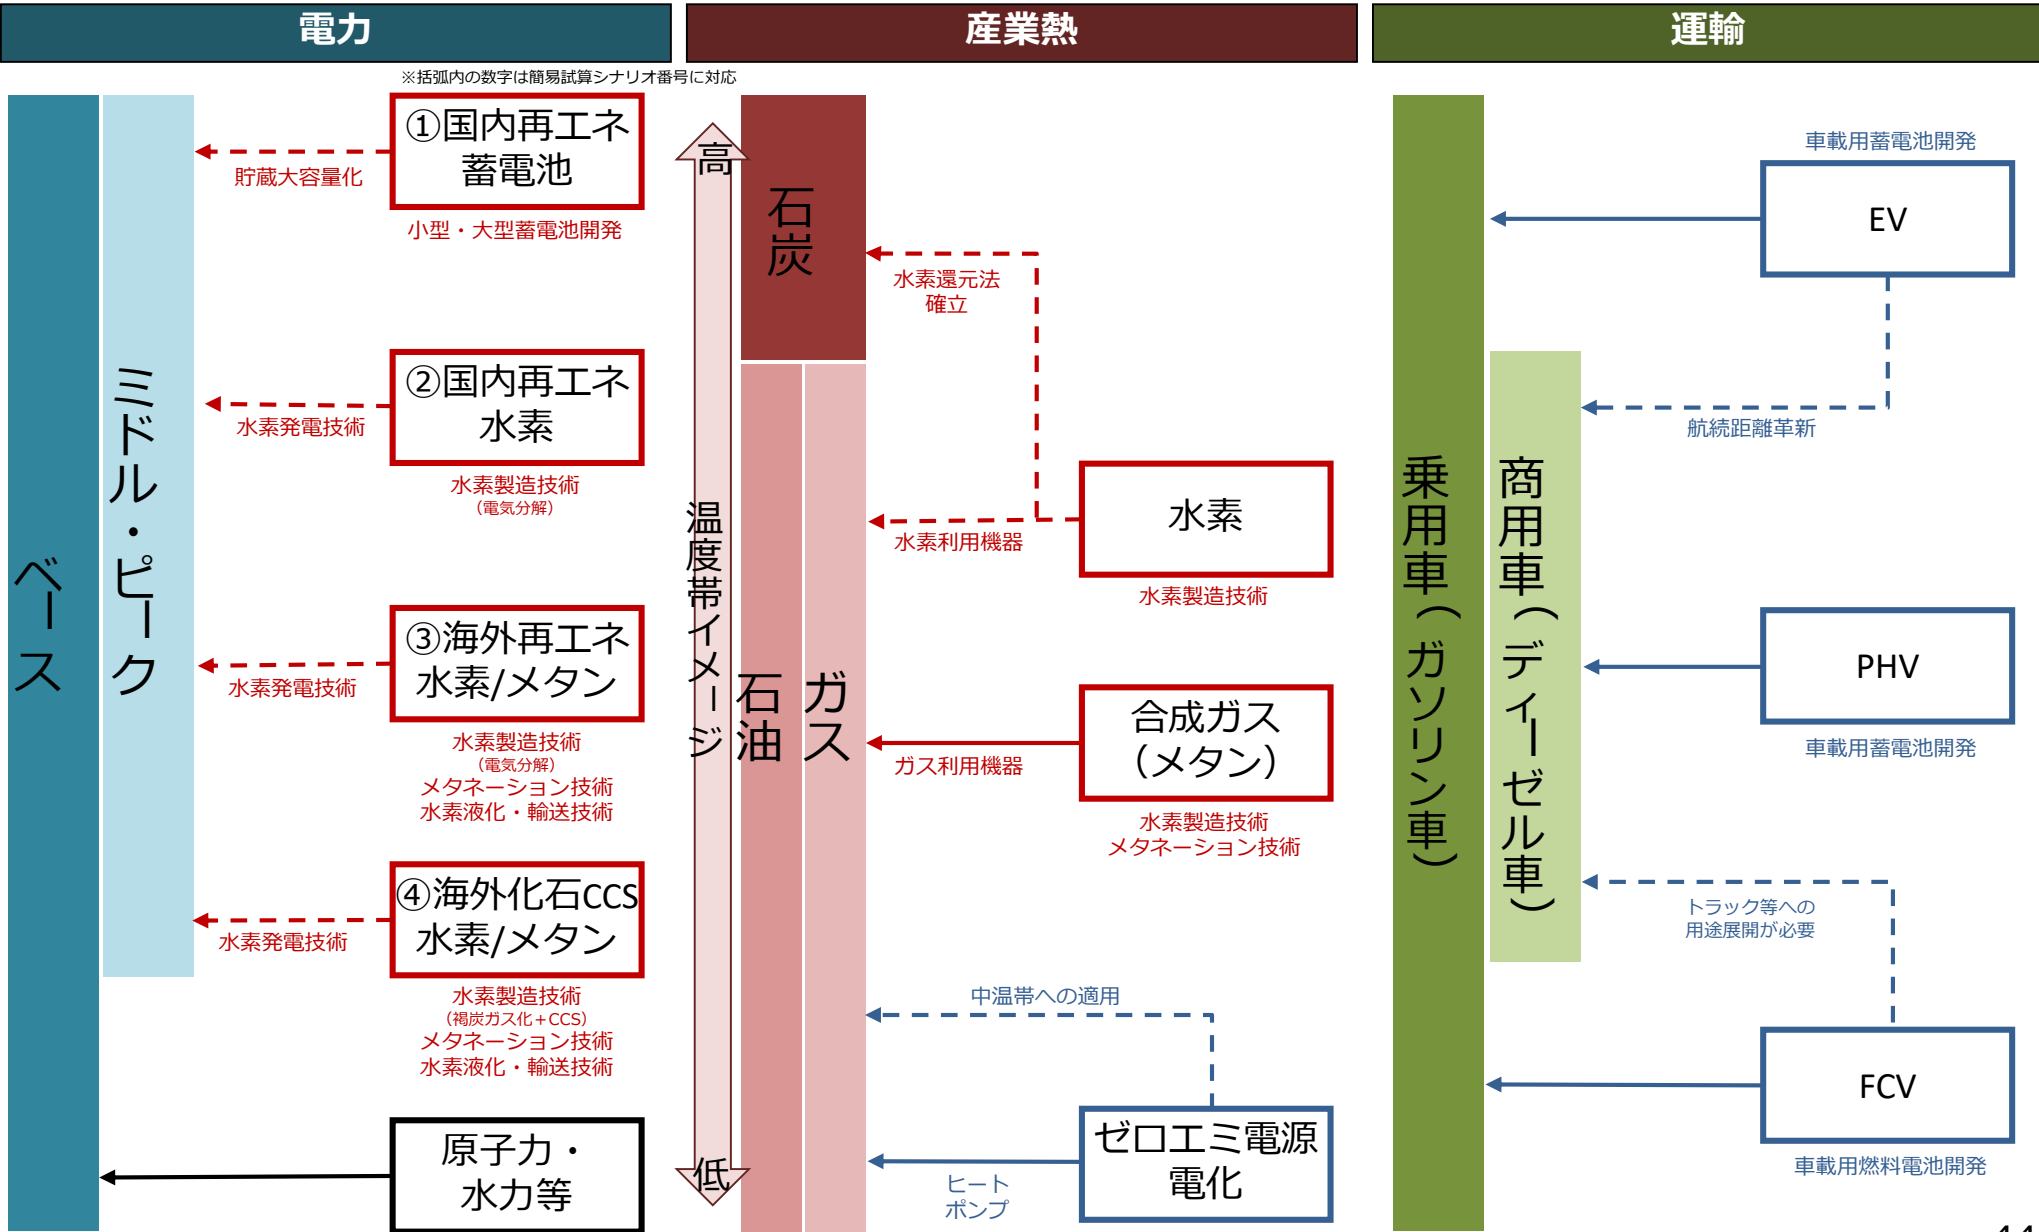 電力
※括弧内の数字は簡易試算シナリオ番号に対応
ベース
ミドル・ピーク
①国内再エネ
蓄電池
貯蔵大容量化
小型・大型蓄電池開発
②国内再エネ
水素
水素発電技術
水素製造技術
（電気分解）
③海外再エネ
水素/メタン
水素発電技術
水素製造技術
（電気分解）
メタネーション技術
水素液化・輸送技術
④海外化石CCS
水素/メタン
水素発電技術
水素製造技術
（褐炭ガス化＋CCS）
メタネーション技術
水素液化・輸送技術
原子力・
水力等
産業熱
高
温度帯イメージ
低
石炭
石油
ガス
水素還元法
確立
水素
水素利用機器
水素製造技術
合成ガス
（メタン）
ガス利用機器
水素製造技術
メタネーション技術
中温帯への適用
ゼロエミ電源
電化
ヒート
ポンプ
運輸
乗用車（ガソリン車）
商用車（ディーゼル車）
車載用蓄電池開発
EV
航続距離革新
PHV
車載用蓄電池開発
トラック等への
用途展開が必要
FCV
車載用燃料電池開発